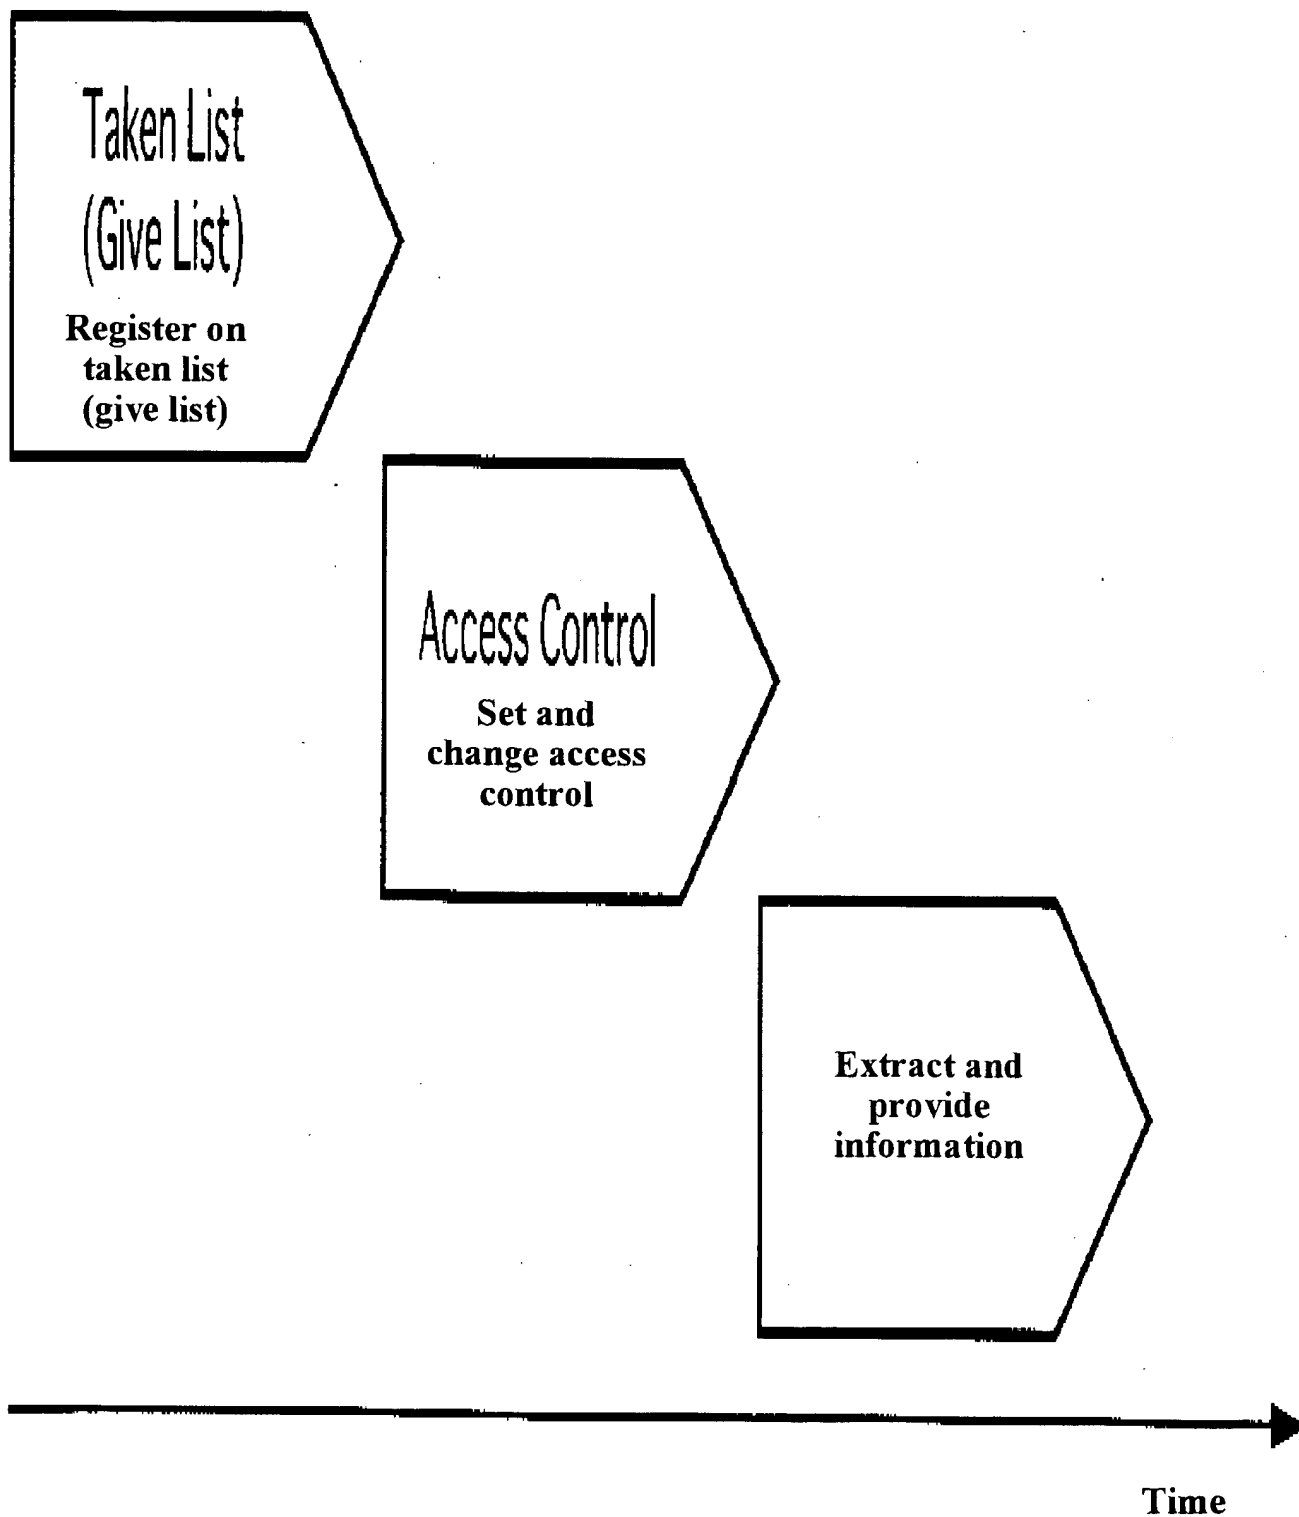 Taken List
(Give List)
Register on
taken list
(give list)
Access Control
Set and
change access
control
Extract and
provide
information
Time